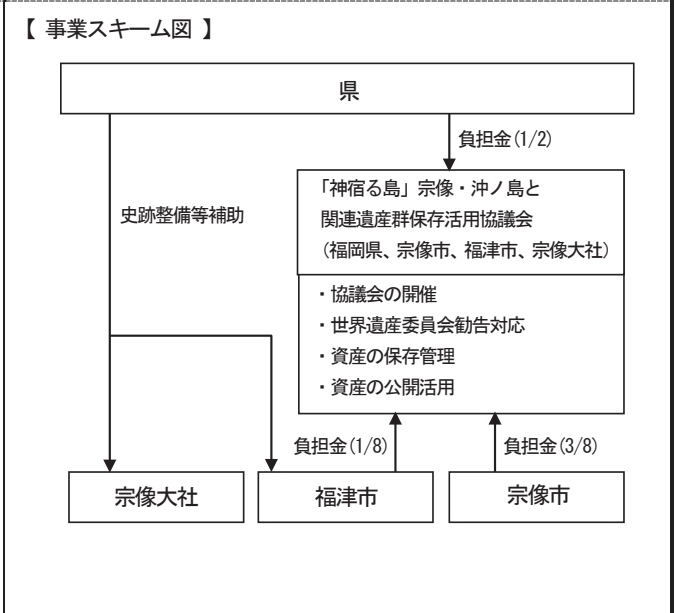 【 事業スキーム図 】
県
負担金(1/2)
史跡整備等補助
「神宿る島」宗像・沖ノ島と
関連遺産群保存活用協議会
（福岡県、宗像市、福津市、宗像大社）
・協議会の開催
・世界遺産委員会勧告対応
・資産の保存管理
・資産の公開活用
負担金(1/8)
負担金(3/8)
宗像大社
福津市
宗像市